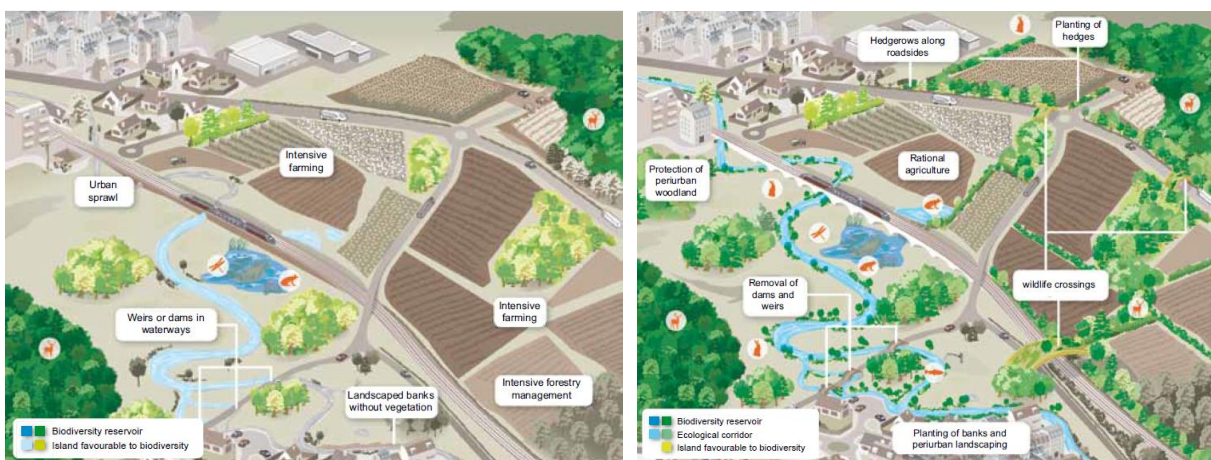 Intensive
farming
Urban
sprawl
Weirs or dams in
waterways
Intensive
farming
Intensive forestry
management
Landscaped banks
without vegetation
Biodiversity reservoir
Island favourable to biodiversity
Planting of
hedges
Hedgerows along
roadsides
Protection of
periurban
woodland
Rational
agriculture
Removal of
dams and
weirs
wildlife crossings
Planting of banks and
periurban landscaping
Biodiversity reservoir
Ecological corridor
Island favourable to biodiversity